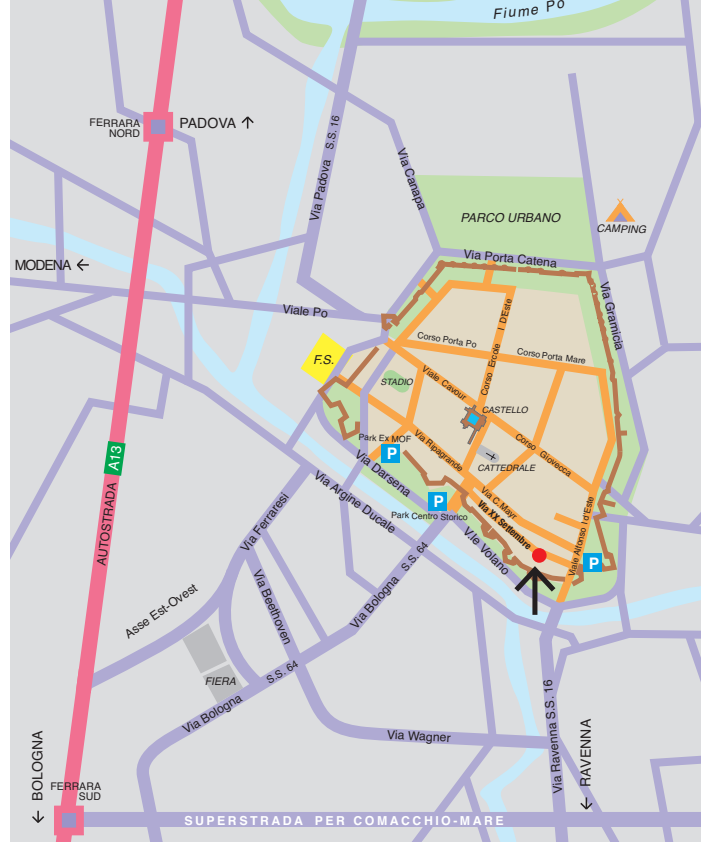 Fiume Po
FERRARA
NORD
PADOVA ↑
Via Padova S.S. 16
Via Canapa
PARCO URBANO
CAMPING
Via Porta Catena
MODENA ←
Via Gramicia
Viale Po
Corso Porta Po
Corso Ercole I D'Este
Corso Porta Mare
F.S.
STADIO
Viale Cavour
CASTELLO
Park Ex MOF
P
Via Ripagrande
Corso Giovecca
CATTEDRALE
AUTOSTRADA A13
Via Darsena
Via Argine Ducale
P
Park Centro Storico
Via C.Mayr
Via XX Settembre
Viale Alfonso I d'Este
Via Ferraresi
V.le Volano
P
Via Beethoven
S.S. 64
Via Bologna
Asse Est-Ovest
FIERA
S.S. 64
Via Bologna
Via Wagner
Via Ravenna S.S. 16
← BOLOGNA
← RAVENNA
FERRARA
SUD
SUPERSTRADA PER COMACCHIO-MARE